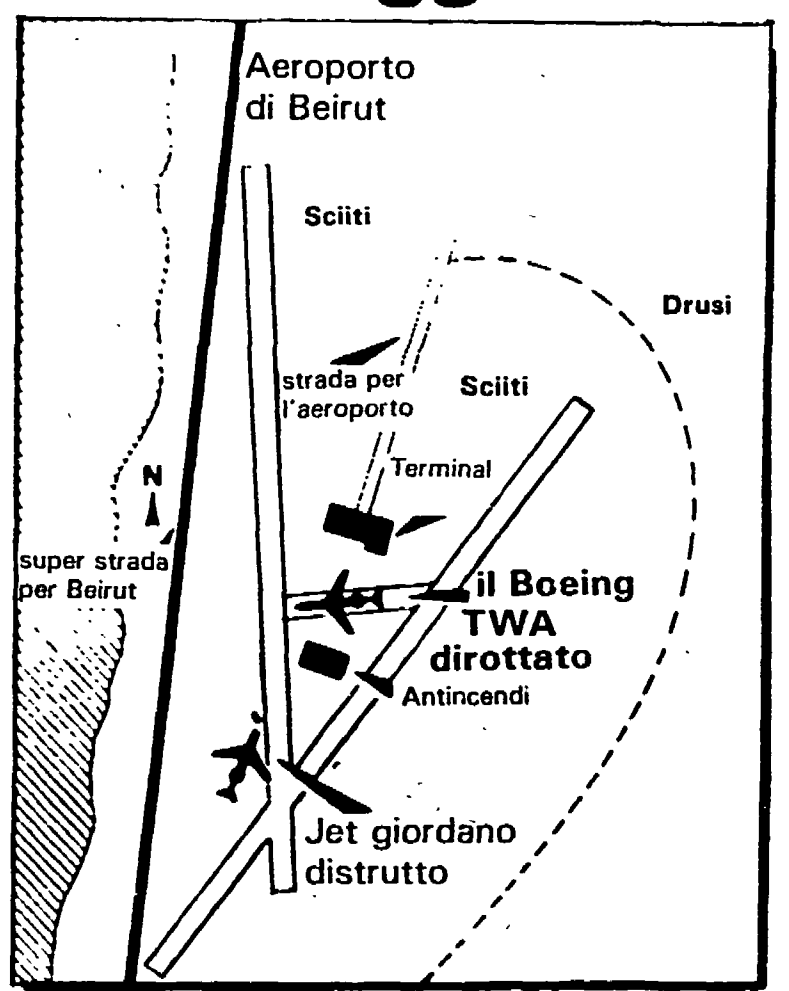 Aeroporto
di Beirut
Sciiti
Drusi
strada per
l'aeroporto
Sciiti
Terminal
N
super strada
per Beirut
il Boeing
TWA
dirottato
Antincendi
Jet giordano
distrutto